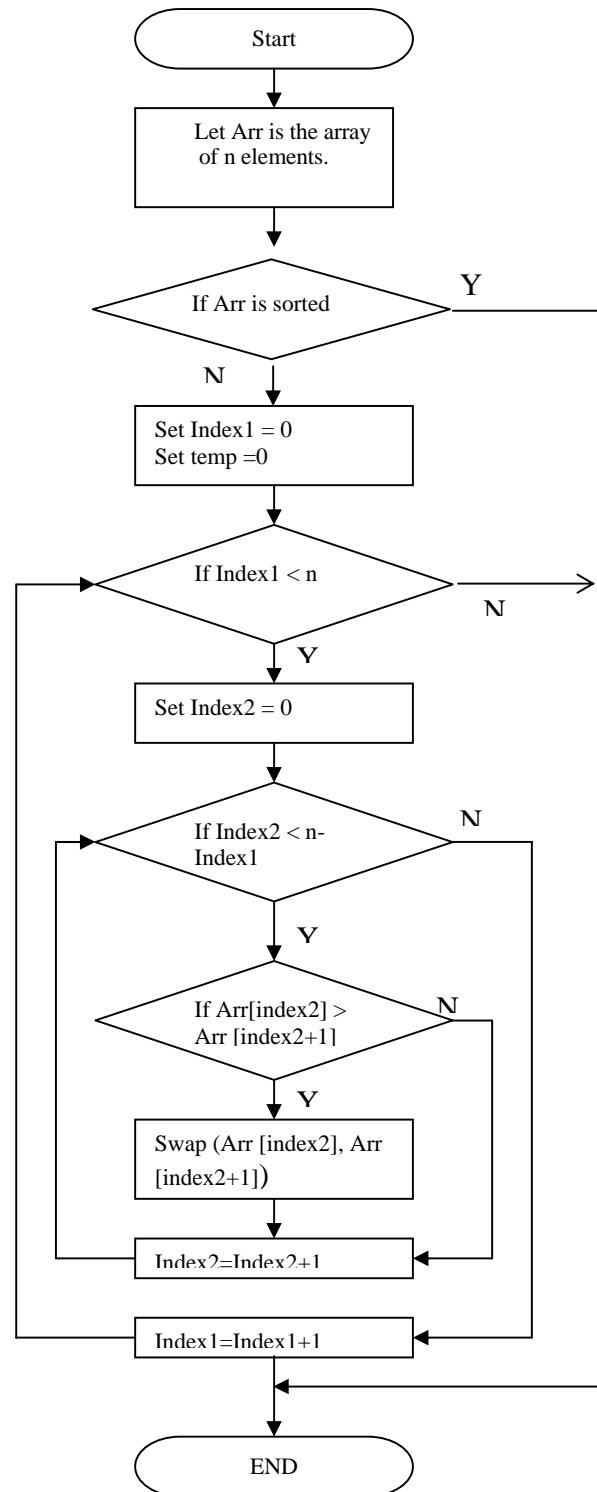 Start
Let Arr is the array
of n elements.
If Arr is sorted
Y
N
Set Index1 = 0
Set temp =0
If Index1 < n
N
Y
Set Index2 = 0
If Index2 < n-
Index1
N
Y
If Arr[index2] >
Arr [index2+1]
N
Y
Swap (Arr [index2], Arr
[index2+1])
Index2=Index2+1
Index1=Index1+1
END